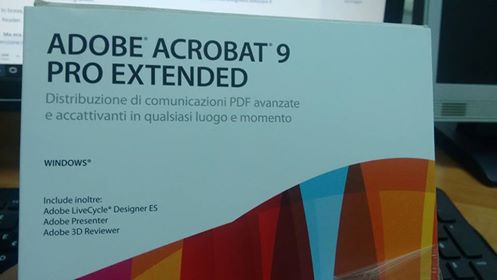 ADOBE® ACROBAT® 9
PRO EXTENDED
Distribuzione di comunicazioni PDF avanzate
e accattivanti in qualsiasi luogo e momento
WINDOWS®
Include inoltre:
Adobe LiveCycle® Designer ES
Adobe Presenter
Adobe 3D Reviewer